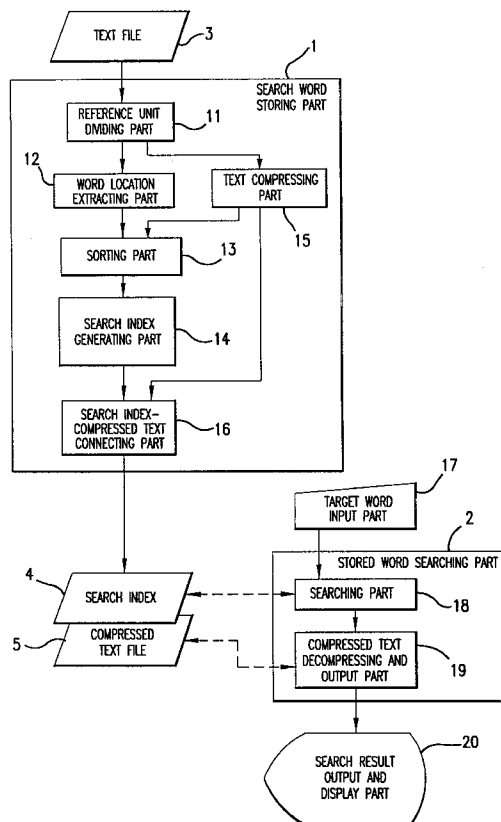 TEXT FILE
3
1
SEARCH WORD
STORING PART
REFERENCE UNIT
DIVIDING PART
11
12
WORD LOCATION
EXTRACTING PART
TEXT COMPRESSING
PART
15
SORTING PART
13
SEARCH INDEX
GENERATING PART
14
SEARCH INDEX-
COMPRESSED TEXT
CONNECTING PART
16
17
TARGET WORD
INPUT PART
2
STORED WORD SEARCHING PART
4
SEARCH INDEX
SEARCHING PART
18
5
COMPRESSED
TEXT FILE
COMPRESSED TEXT
DECOMPRESSING AND
OUTPUT PART
19
20
SEARCH RESULT
OUTPUT AND
DISPLAY PART